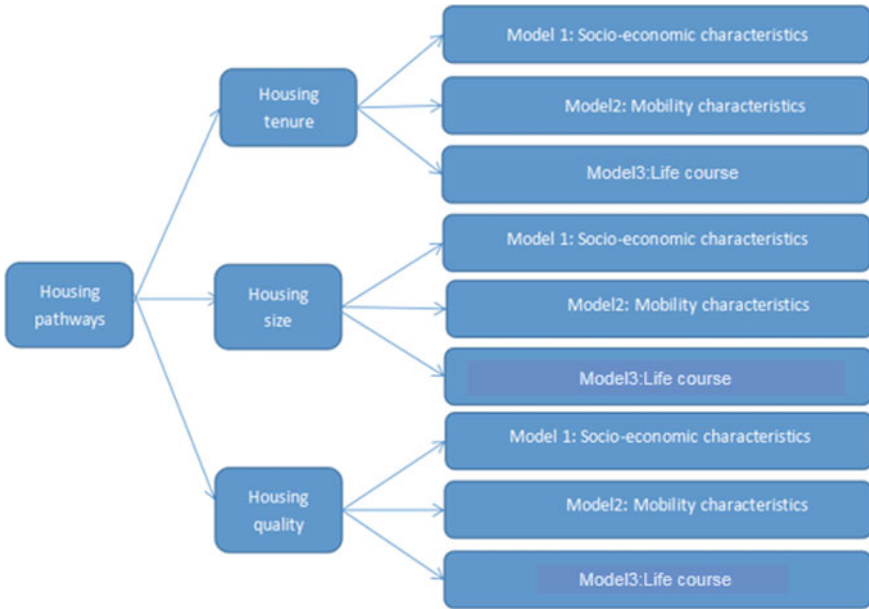 Model 1: Socio-economic characteristics
Housing
tenure
Model2: Mobility characteristics
Model3:Life course
Model 1: Socio-economic characteristics
Housing
pathways
Housing
size
Model2: Mobility characteristics
Model3:Life course
Model 1: Socio-economic characteristics
Housing
quality
Model2: Mobility characteristics
Model3:Life course